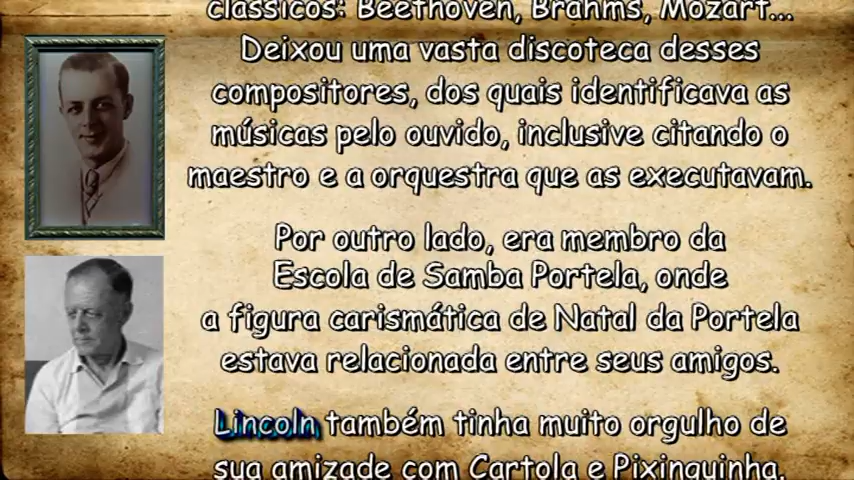 clássicos: Beethoven, Brahms, Mozart...
Deixou uma vasta discoteca desses
compositores, dos quais identificava as
músicas pelo ouvido, inclusive citando o
maestro e a orquestra que as executavam.
Por outro lado, era membro da
Escola de Samba Portela, onde
a figura carismática de Natal da Portela
estava relacionada entre seus amigos.
Lincoln também tinha muito orgulho de
sua amizade com Cartola e Pixinguinha,